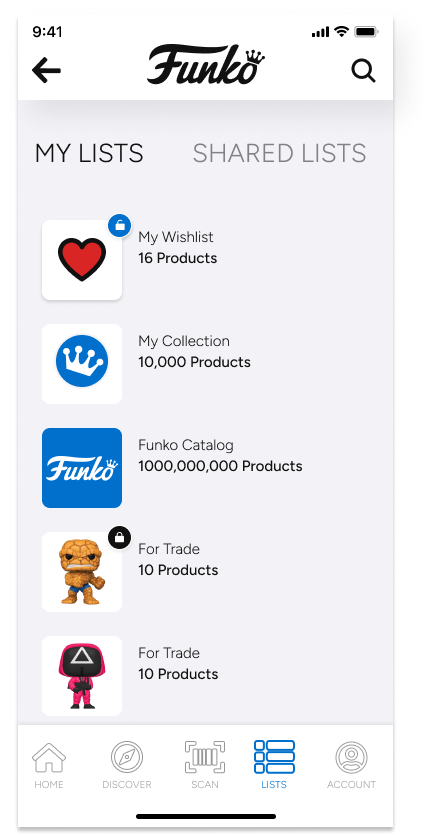 9:41
Funko
MY LISTS
SHARED LISTS
My Wishlist
16 Products
My Collection
10,000 Products
Funko Catalog
1000,000,000 Products
Funko
For Trade
10 Products
For Trade
10 Products
HOME
DISCOVER
SCAN
LISTS
ACCOUNT